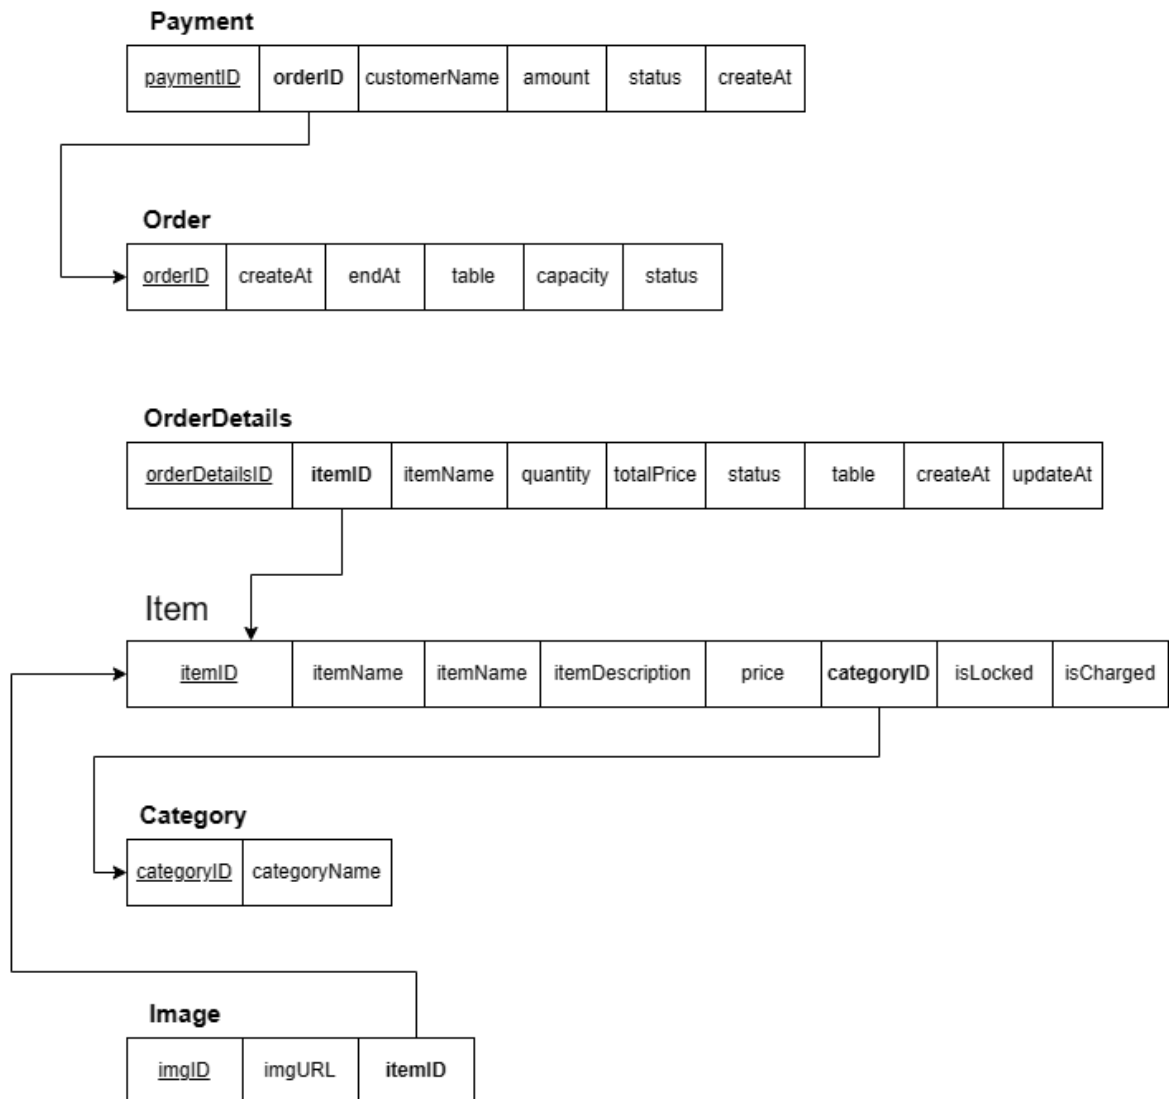 Payment
paymentID orderID customerName amount status createAt
Order
orderID createAt endAt table capacity status
OrderDetails
orderDetailsID itemID itemName quantity totalPrice status table createAt updateAt
Item
itemID itemName itemName itemDescription price categoryID isLocked isCharged
Category
categoryID categoryName
Image
imgID imgURL itemID